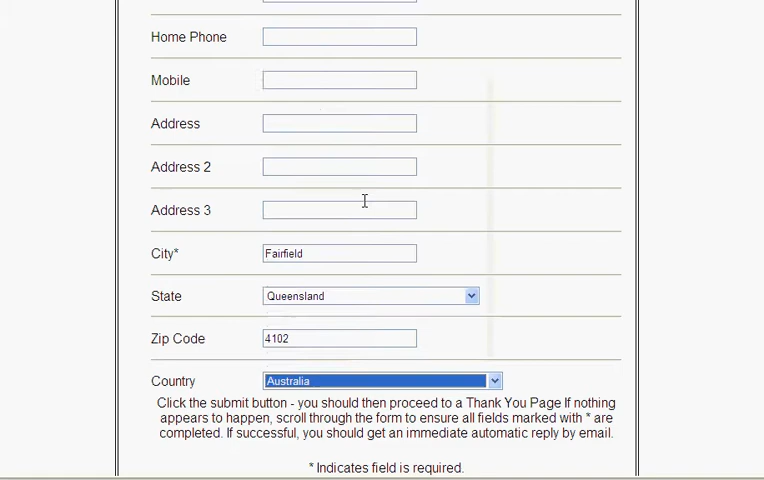 Home Phone
Mobile
Address
Address 2
Address 3
City* Fairfield
State Queensland
Zip Code 4102
Country Australia
Click the submit button - you should then proceed to a Thank You Page If nothing
appears to happen, scroll through the form to ensure all fields marked with * are
completed. If successful, you should get an immediate automatic reply by email.
* Indicates field is required.